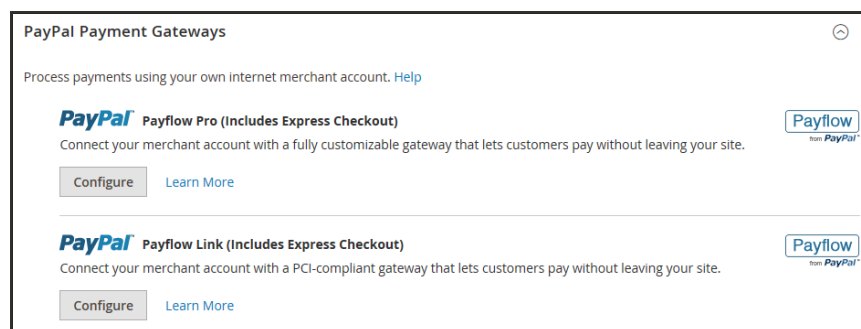 PayPal Payment Gateways
Process payments using your own internet merchant account. Help
PayPal Payflow Pro (Includes Express Checkout)
Payflow
from PayPal
Connect your merchant account with a fully customizable gateway that lets customers pay without leaving your site.
Configure Learn More
PayPal Payflow Link (Includes Express Checkout)
Payflow
from PayPal
Connect your merchant account with a PCI-compliant gateway that lets customers pay without leaving your site.
Configure Learn More